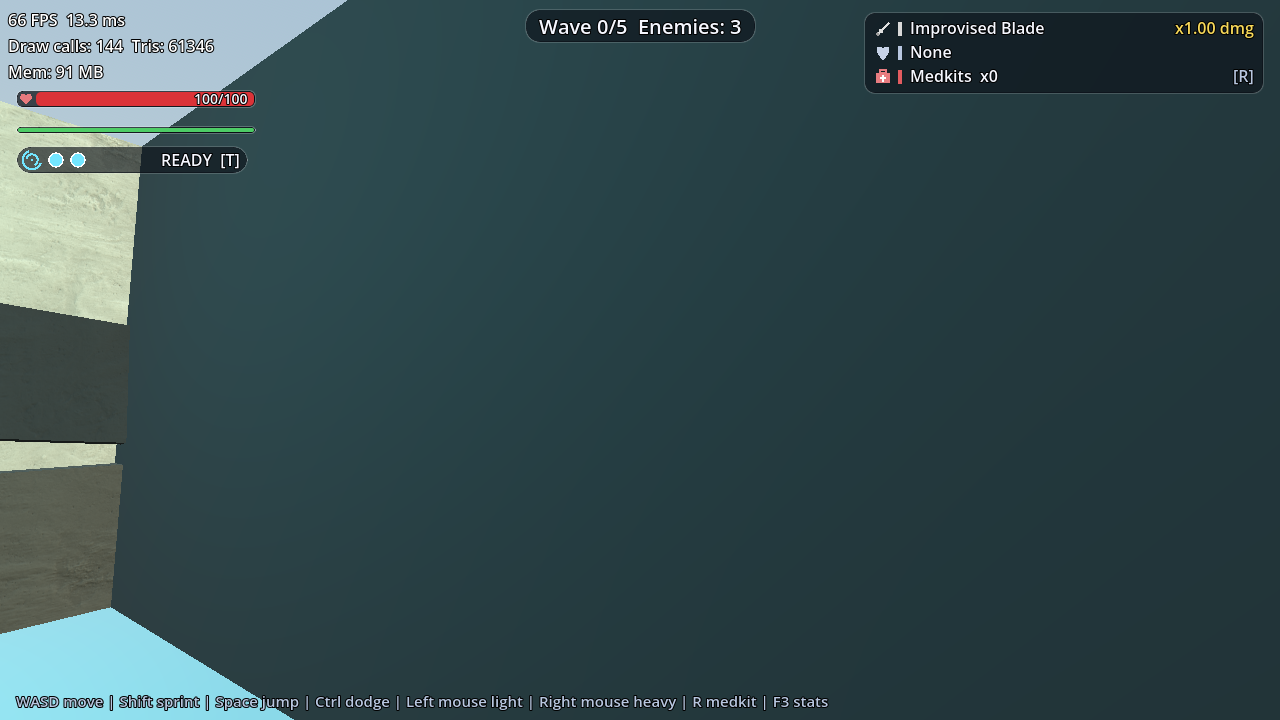 66 FPS 13.3 ms
Draw calls: 144 Tris: 61346
Mem: 91 MB
100/100
READY [T]
Wave 0/5 Enemies: 3
Improvised Blade x1.00 dmg
None
Medkits x0 [R]
WASD move | Shift sprint | Space jump | Ctrl dodge | Left mouse light | Right mouse heavy | R medkit | F3 stats